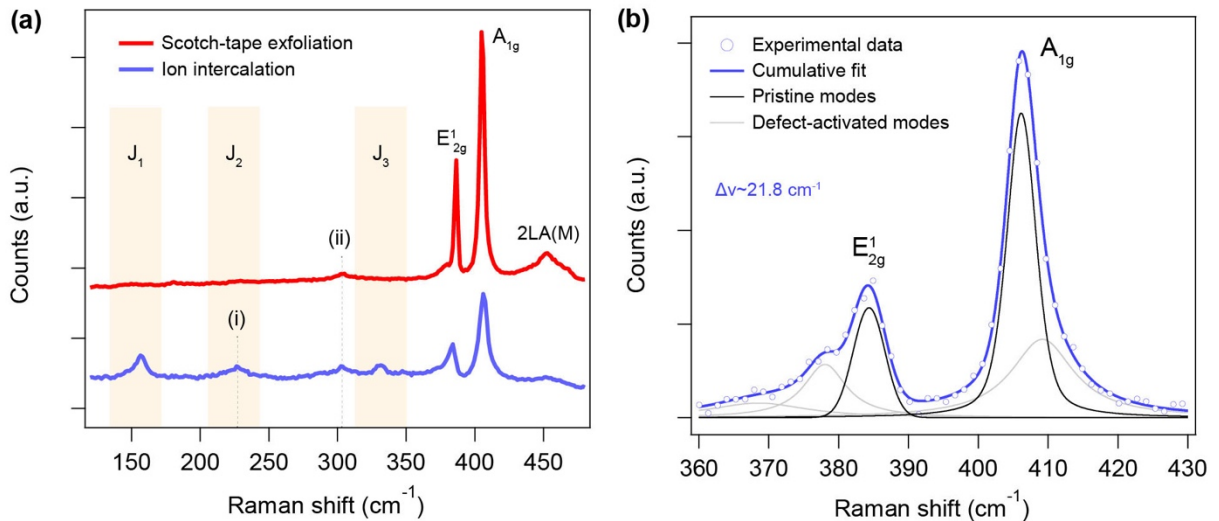 (a)
Scotch-tape exfoliation
Ion intercalation
A1g
E12g
J1
J2
J3
2LA(M)
(ii)
(i)
Counts (a.u.)
150 200 250 300 350 400 450
Raman shift (cm-1)
(b)
Experimental data
Cumulative fit
Pristine modes
Defect-activated modes
A1g
Δν~21.8 cm-1
E12g
Counts (a.u.)
360 370 380 390 400 410 420 430
Raman shift (cm-1)